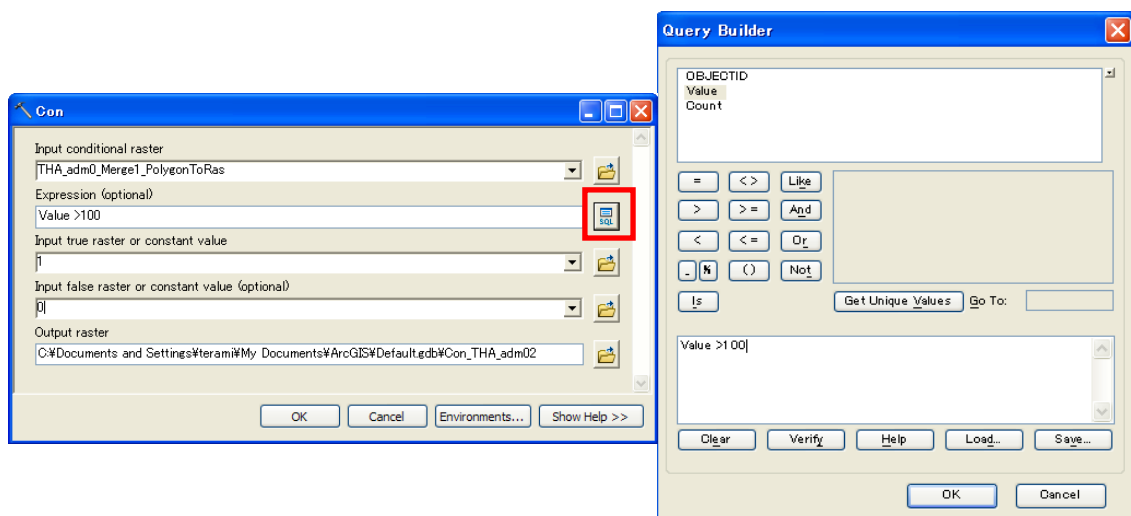 Con
Input conditional raster
THA_adm0_Merge1_PolygonToRas
Expression (optional)
Value >100
SQL
Input true raster or constant value
1
Input false raster or constant value (optional)
0
Output raster
C:¥Documents and Settings¥terami¥My Documents¥ArcGIS¥Default.gdb¥Con_THA_adm02
OK Cancel Environments... Show Help >>
Query Builder
OBJECTID
Value
Count
= <> Like
> >= And
< <= Or
_ % () Not
Is Get Unique Values Go To:
Value >100
Clear Verify Help Load... Save...
OK Cancel